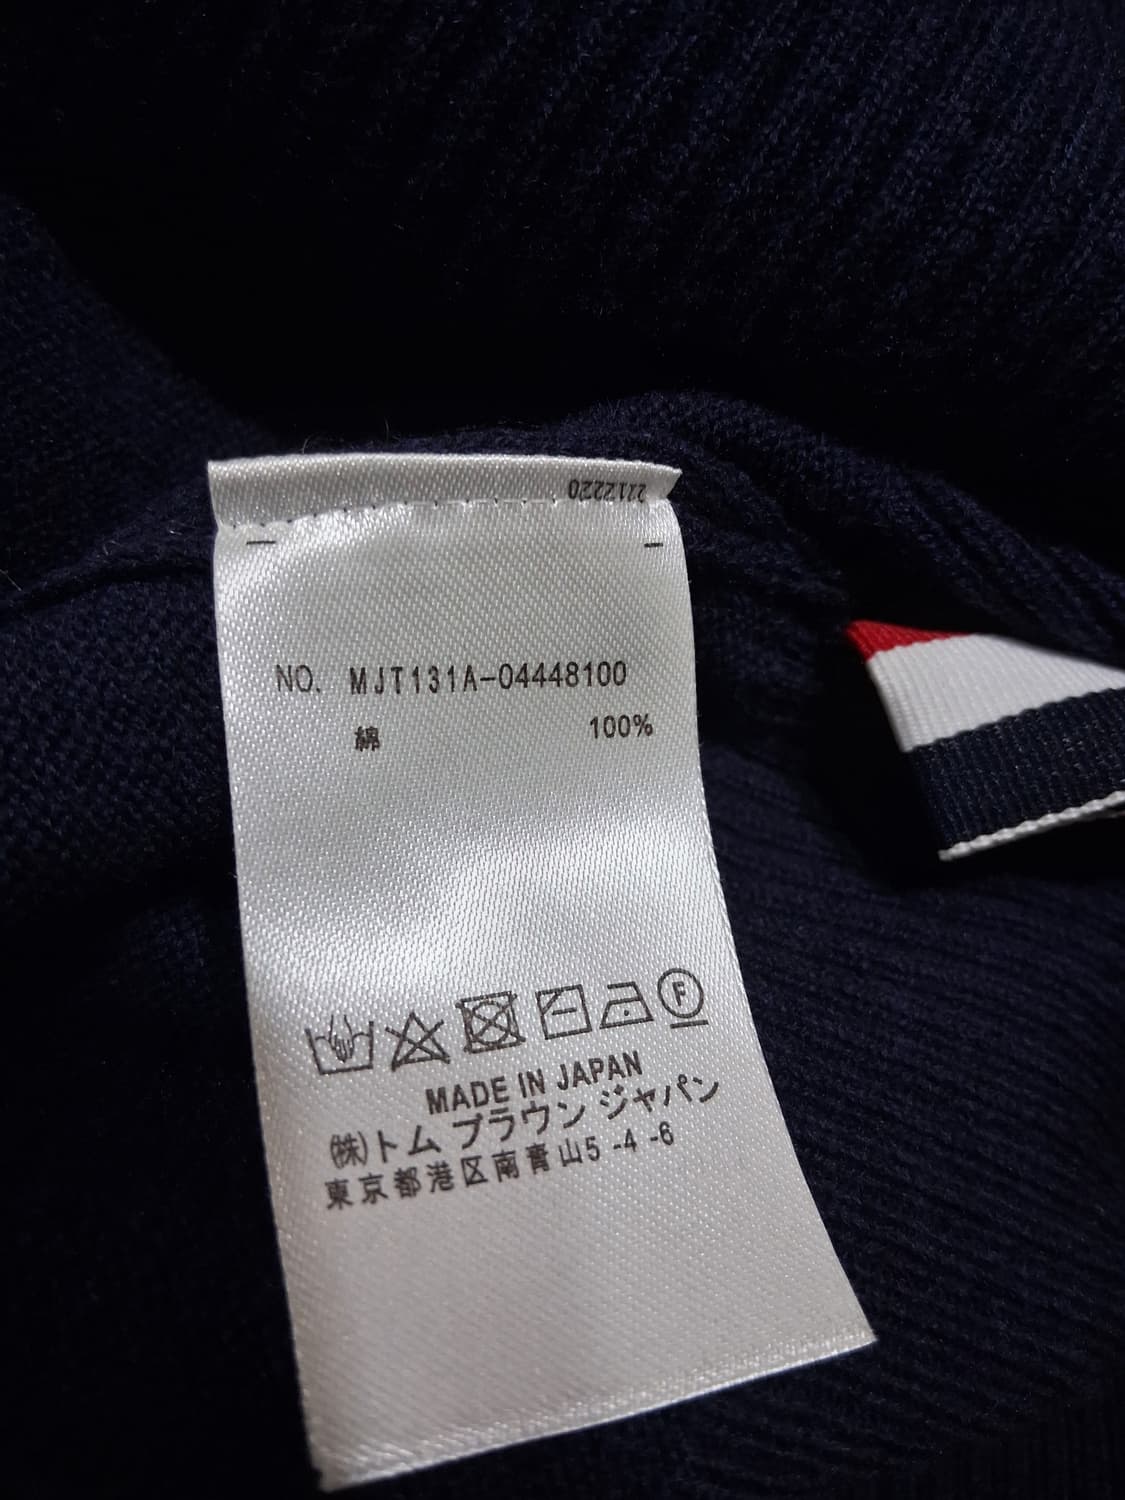 NO. MJT131A-04448100
綿 100%
F
MADE IN JAPAN
(株)トム ブラウン ジャパン
東京都港区南青山5-4-6